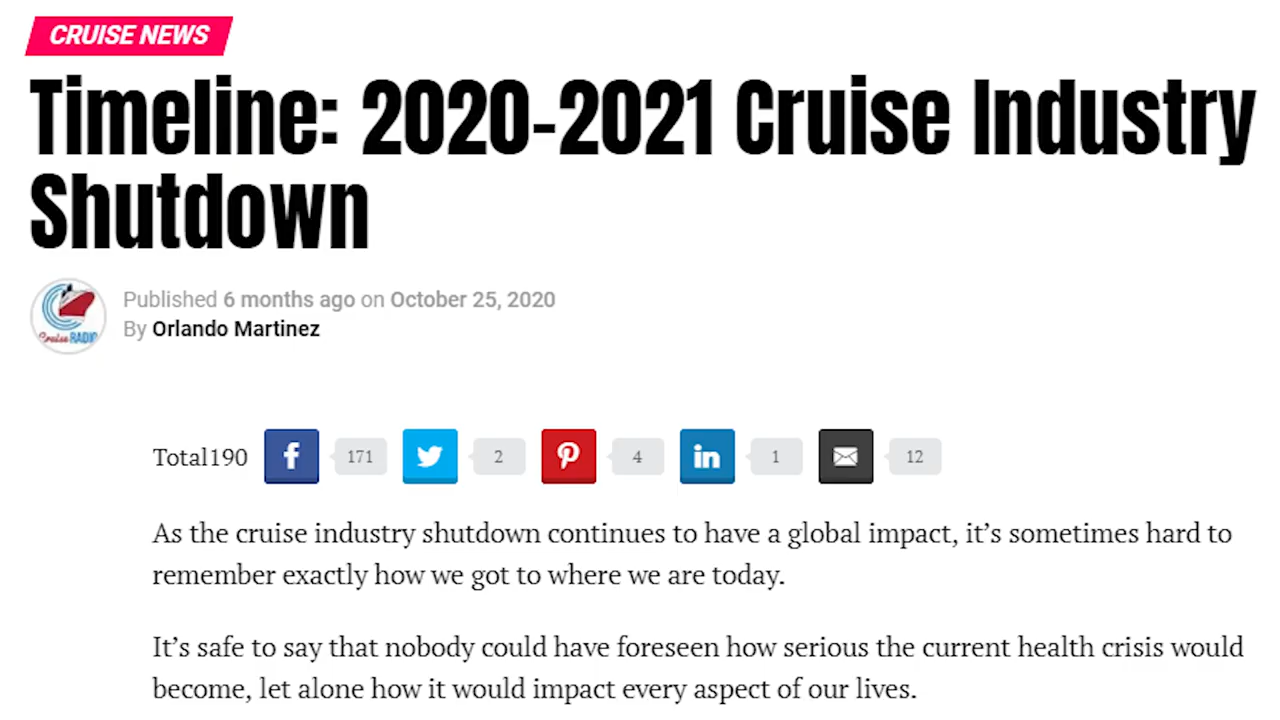 CRUISE NEWS
Timeline: 2020-2021 Cruise Industry
Shutdown
Published 6 months ago on October 25, 2020
By Orlando Martinez
Cruise RADIO
Total190 171 2 4 1 12
As the cruise industry shutdown continues to have a global impact, it’s sometimes hard to
remember exactly how we got to where we are today.
It’s safe to say that nobody could have foreseen how serious the current health crisis would
become, let alone how it would impact every aspect of our lives.